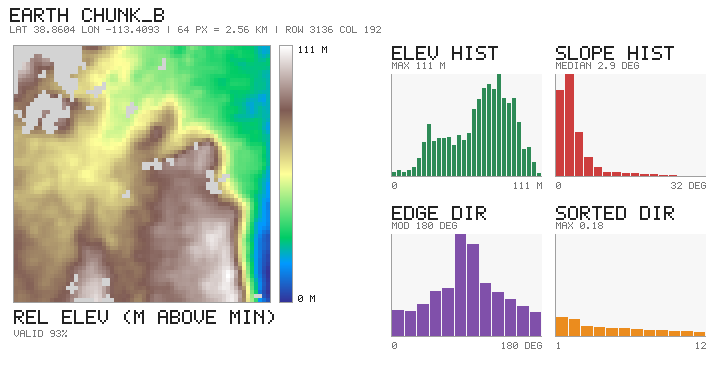 EARTH CHUNK_B
LAT 38.8604 LON -113.4093 | 64 PX = 2.56 KM | ROW 3136 COL 192
111 M
0 M
REL ELEV (M ABOVE MIN)
VALID 93%
ELEV HIST
MAX 111 M
0 111 M
SLOPE HIST
MEDIAN 2.9 DEG
0 32 DEG
EDGE DIR
MOD 180 DEG
0 180 DEG
SORTED DIR
MAX 0.18
1 12